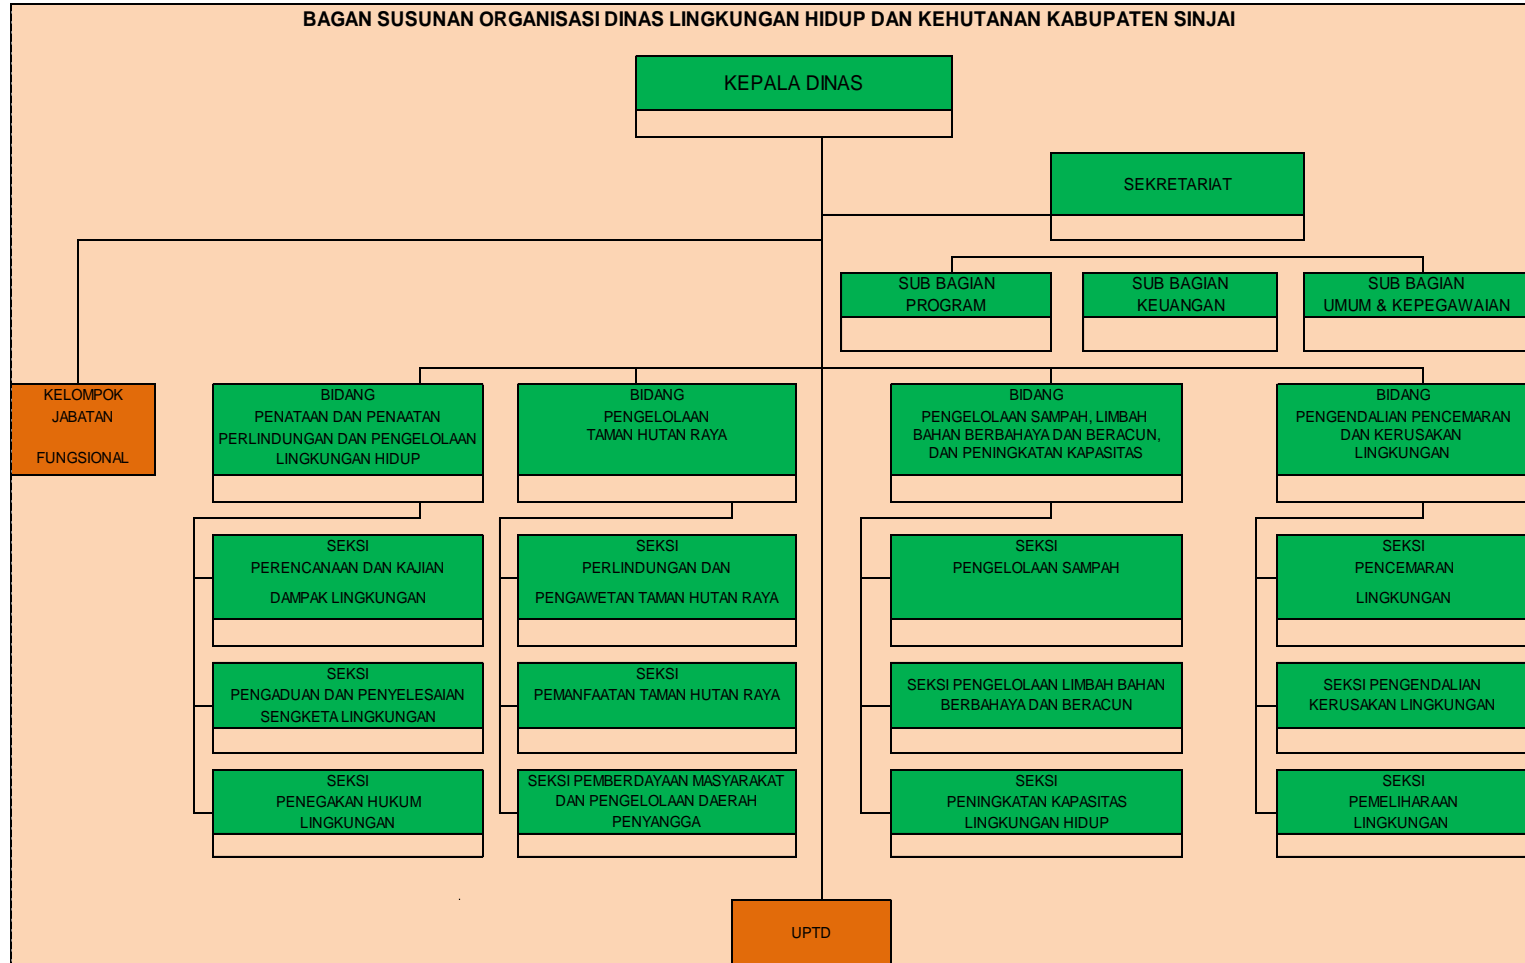 BAGAN SUSUNAN ORGANISASI DINAS LINGKUNGAN HIDUP DAN KEHUTANAN KABUPATEN SINJAI
KEPALA DINAS
SEKRETARIAT
SUB BAGIAN
PROGRAM
SUB BAGIAN
KEUANGAN
SUB BAGIAN
UMUM & KEPEGAWAIAN
KELOMPOK
JABATAN
FUNGSIONAL
BIDANG
PENATAAN DAN PENAATAN
PERLINDUNGAN DAN PENGELOLAAN
LINGKUNGAN HIDUP
BIDANG
PENGELOLAAN
TAMAN HUTAN RAYA
BIDANG
PENGELOLAAN SAMPAH, LIMBAH
BAHAN BERBAHAYA DAN BERACUN,
DAN PENINGKATAN KAPASITAS
BIDANG
PENGENDALIAN PENCEMARAN
DAN KERUSAKAN
LINGKUNGAN
SEKSI
PERENCANAAN DAN KAJIAN
DAMPAK LINGKUNGAN
SEKSI
PERLINDUNGAN DAN
PENGAWETAN TAMAN HUTAN RAYA
SEKSI
PENGELOLAAN SAMPAH
SEKSI
PENCEMARAN
LINGKUNGAN
SEKSI
PENGADUAN DAN PENYELESAIAN
SENGKETA LINGKUNGAN
SEKSI
PEMANFAATAN TAMAN HUTAN RAYA
SEKSI PENGELOLAAN LIMBAH BAHAN
BERBAHAYA DAN BERACUN
SEKSI PENGENDALIAN
KERUSAKAN LINGKUNGAN
SEKSI
PENEGAKAN HUKUM
LINGKUNGAN
SEKSI PEMBERDAYAAN MASYARAKAT
DAN PENGELOLAAN DAERAH
PENYANGGA
SEKSI
PENINGKATAN KAPASITAS
LINGKUNGAN HIDUP
SEKSI
PEMELIHARAAN
LINGKUNGAN
UPTD